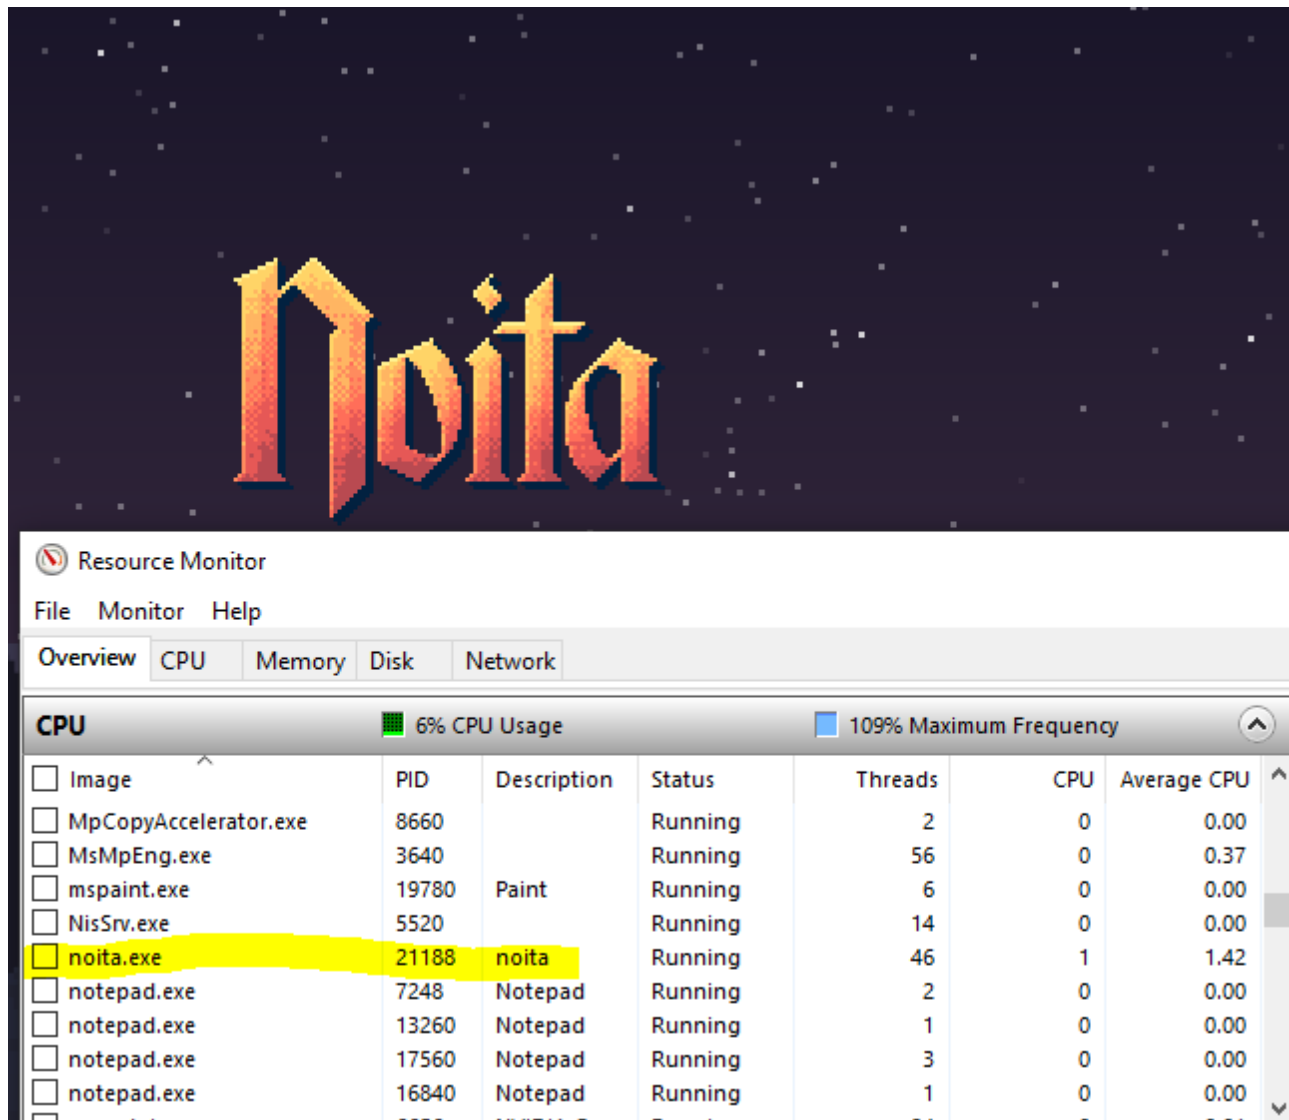 Noita
Resource Monitor
File Monitor Help
Overview CPU Memory Disk Network
CPU 6% CPU Usage 109% Maximum Frequency
Image PID Description Status Threads CPU Average CPU
MpCopyAccelerator.exe 8660 Running 2 0 0.00
MsMpEng.exe 3640 Running 56 0 0.37
mspaint.exe 19780 Paint Running 6 0 0.00
NisSrv.exe 5520 Running 14 0 0.00
noita.exe 21188 noita Running 46 1 1.42
notepad.exe 7248 Notepad Running 2 0 0.00
notepad.exe 13260 Notepad Running 1 0 0.00
notepad.exe 17560 Notepad Running 3 0 0.00
notepad.exe 16840 Notepad Running 1 0 0.00